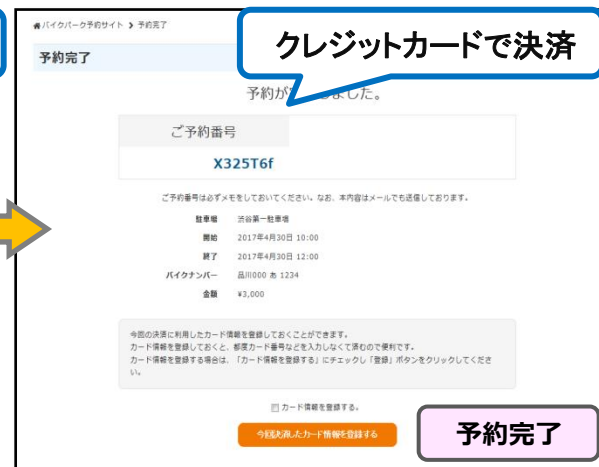 バイクパーク予約サイト > 予約完了
予約完了
クレジットカードで決済
予約が
しました。
ご予約番号
X325T6f
ご予約番号は必ずメモをしておいてください。なお、本内容はメールでも送信しております。
駐車場 渋谷第一駐車場
開始 2017年4月30日 10:00
終了 2017年4月30日 12:00
バイクナンバー 品川000 あ 1234
金額 ¥3,000
今回の決済に利用したカード情報を登録しておくことができます。
カード情報を登録しておくと、都度カード番号などを入力しなくて済むので便利です。
カード情報を登録する場合は、「カード情報を登録する」にチェックし「登録」ボタンをクリックしてくださ
い。
カード情報を登録する。
カード情報を登録する
予約完了